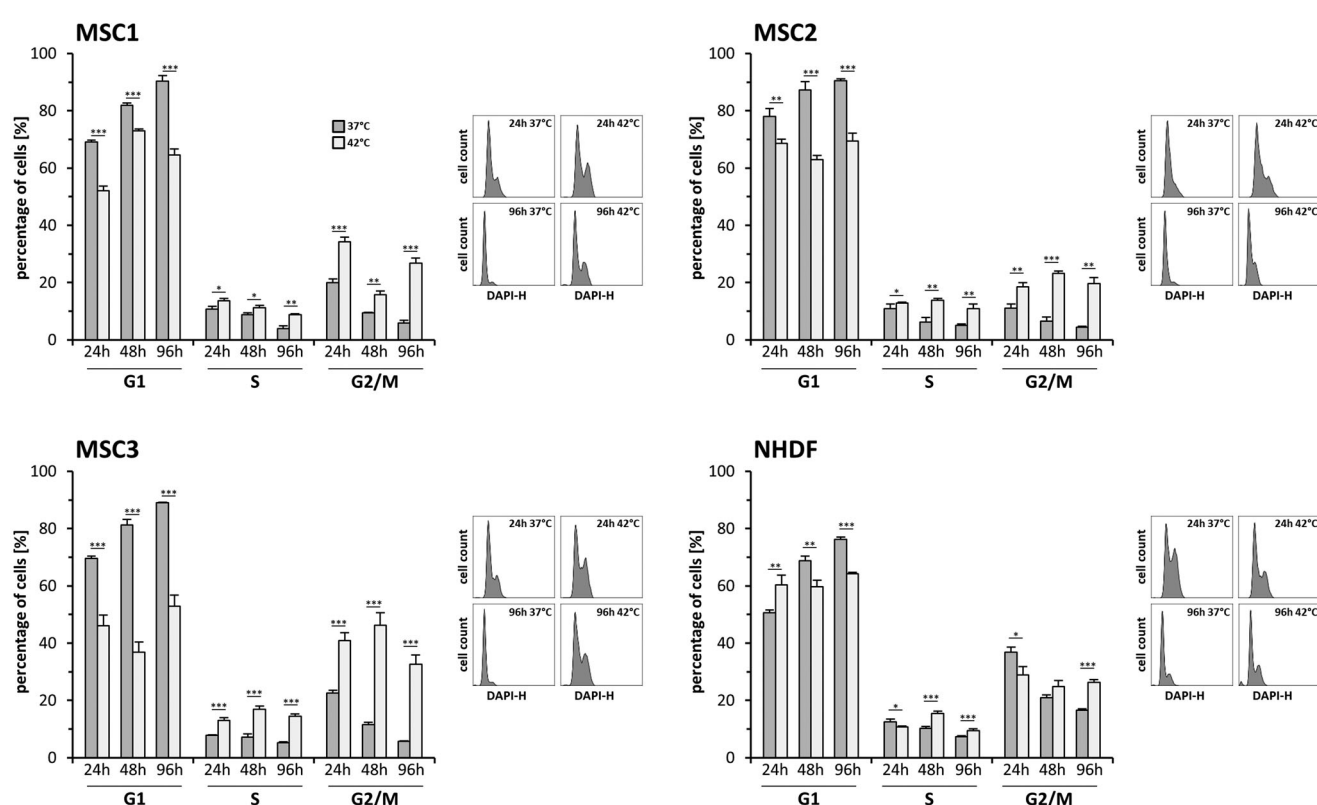 MSC1
percentage of cells [%]
100
80
60
40
20
0
***
***
***
*
*
**
***
**
***
37°C
42°C
24h 48h 96h 24h 48h 96h 24h 48h 96h
G1 S G2/M
cell count
24h 37°C
24h 42°C
cell count
96h 37°C
96h 42°C
DAPI-H DAPI-H
MSC2
percentage of cells [%]
100
80
60
40
20
0
**
***
***
*
**
**
**
***
**
24h 48h 96h 24h 48h 96h 24h 48h 96h
G1 S G2/M
cell count
24h 37°C
24h 42°C
cell count
96h 37°C
96h 42°C
DAPI-H DAPI-H
MSC3
percentage of cells [%]
100
80
60
40
20
0
***
***
***
***
***
***
***
***
***
24h 48h 96h 24h 48h 96h 24h 48h 96h
G1 S G2/M
cell count
24h 37°C
24h 42°C
cell count
96h 37°C
96h 42°C
DAPI-H DAPI-H
NHDF
percentage of cells [%]
100
80
60
40
20
0
**
**
***
*
***
***
*
***
24h 48h 96h 24h 48h 96h 24h 48h 96h
G1 S G2/M
cell count
24h 37°C
24h 42°C
cell count
96h 37°C
96h 42°C
DAPI-H DAPI-H